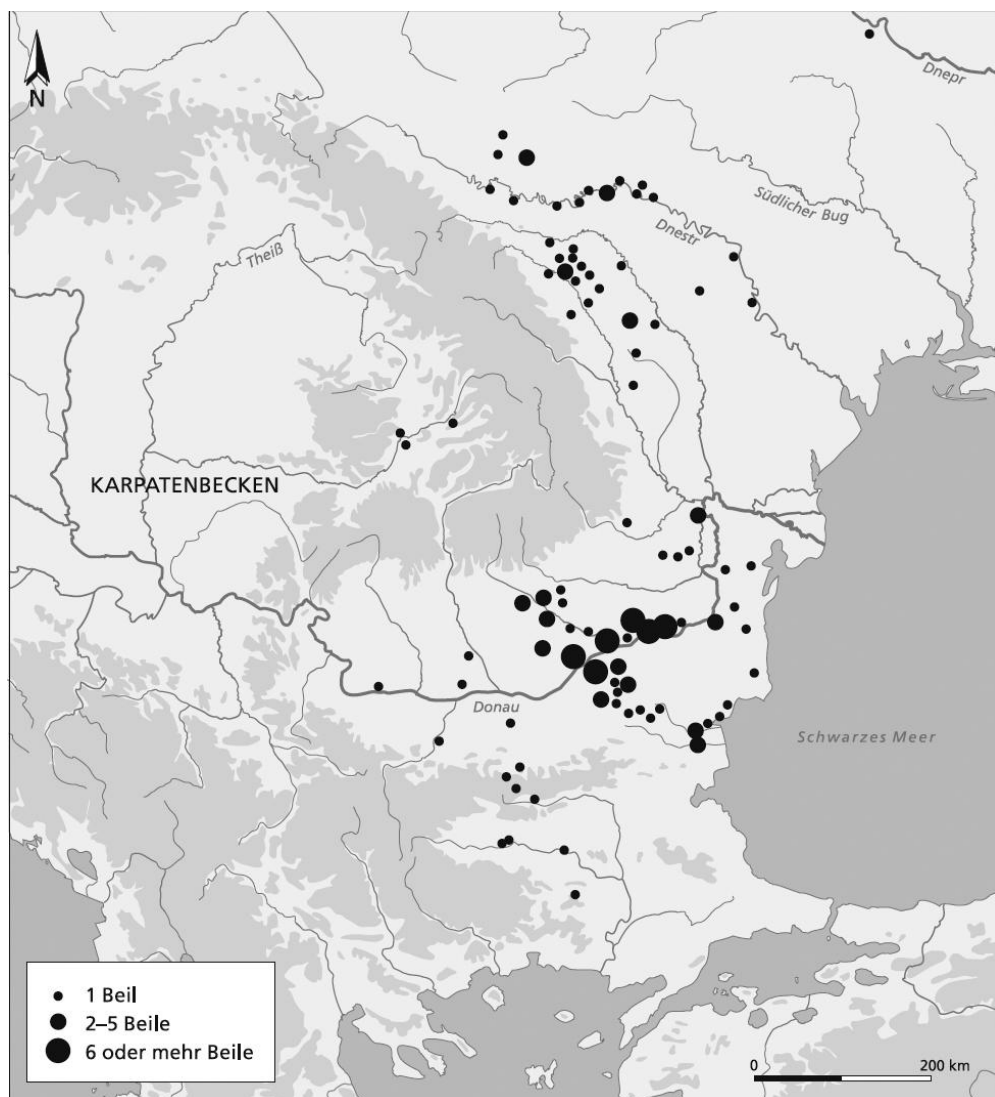 N
Dnepr
Südlicher Bug
Dnestr
Theiß
KARPATENBECKEN
Donau
Schwarzes Meer
1 Beil
2–5 Beile
6 oder mehr Beile
0 200 km